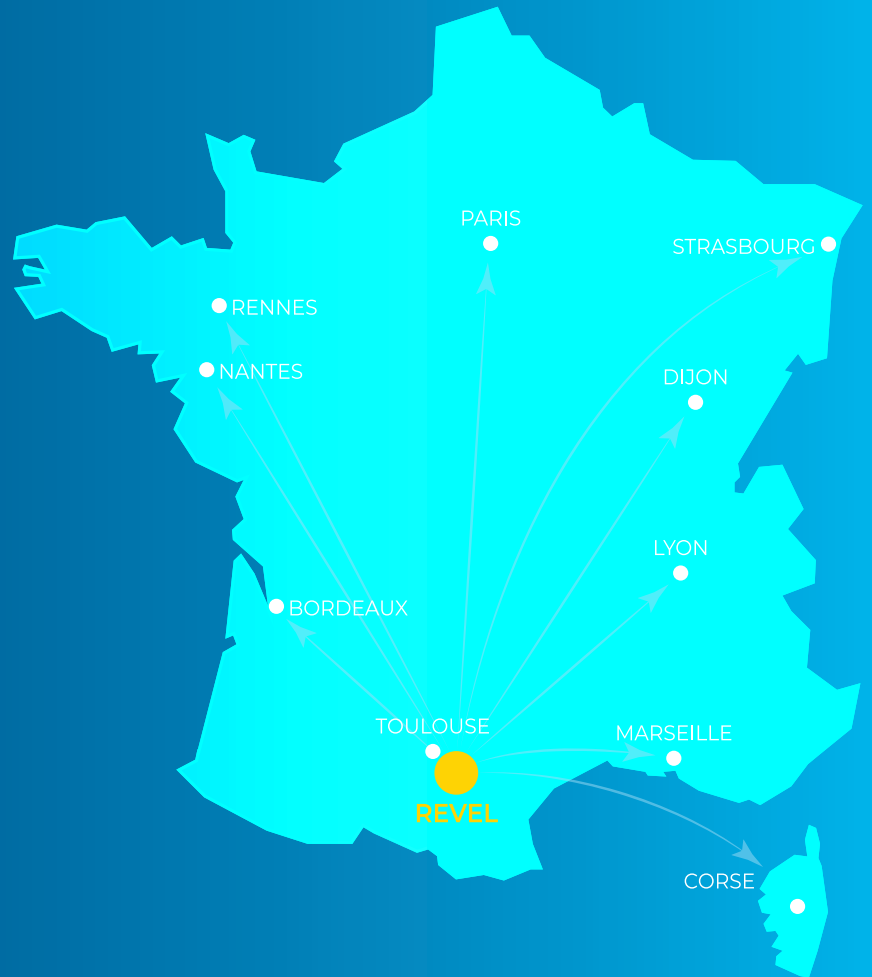 PARIS
STRASBOURG
RENNES
NANTES
DIJON
LYON
BORDEAUX
TOULOUSE
MARSEILLE
REVEL
CORSE